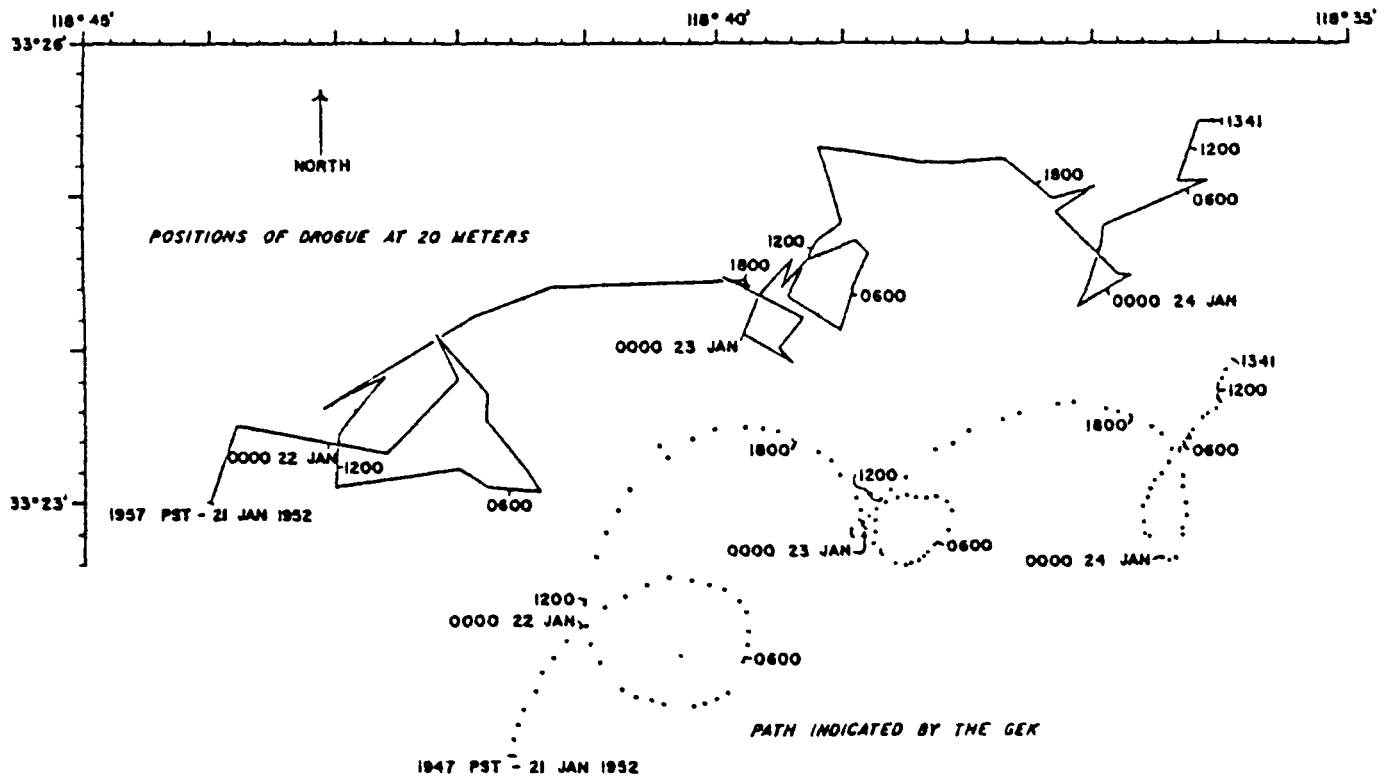 118° 45'
118° 40'
118° 35'
33°26'
NORTH
1341
1200
0600
1800
POSITIONS OF DROGUE AT 20 METERS
1200
1800
0600
0000 24 JAN
0000 23 JAN
1341
1200
0000 22 JAN
1200
1800
1800
0600
33°23'
0600
1200
1957 PST - 21 JAN 1952
0000 23 JAN
0600
0000 24 JAN
1200
0000 22 JAN
0600
PATH INDICATED BY THE GEK
1947 PST - 21 JAN 1952